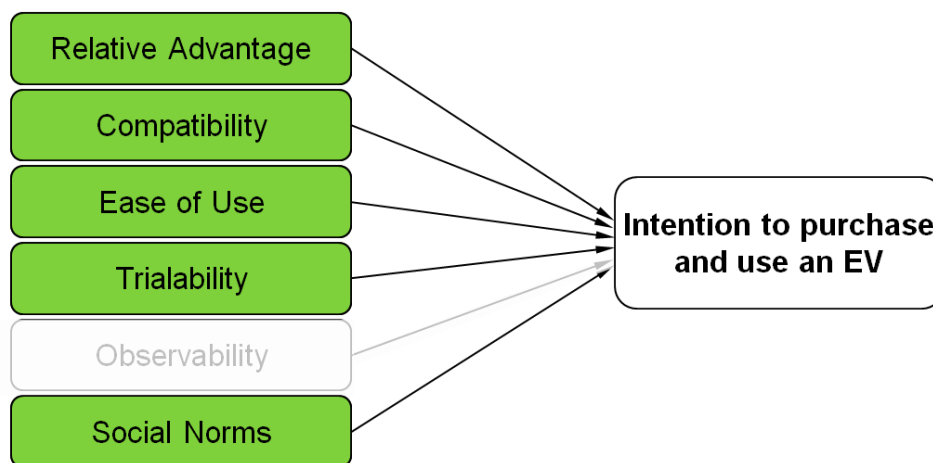 Relative Advantage
Compatibility
Ease of Use
Trialability
Observability
Social Norms
Intention to purchase
and use an EV